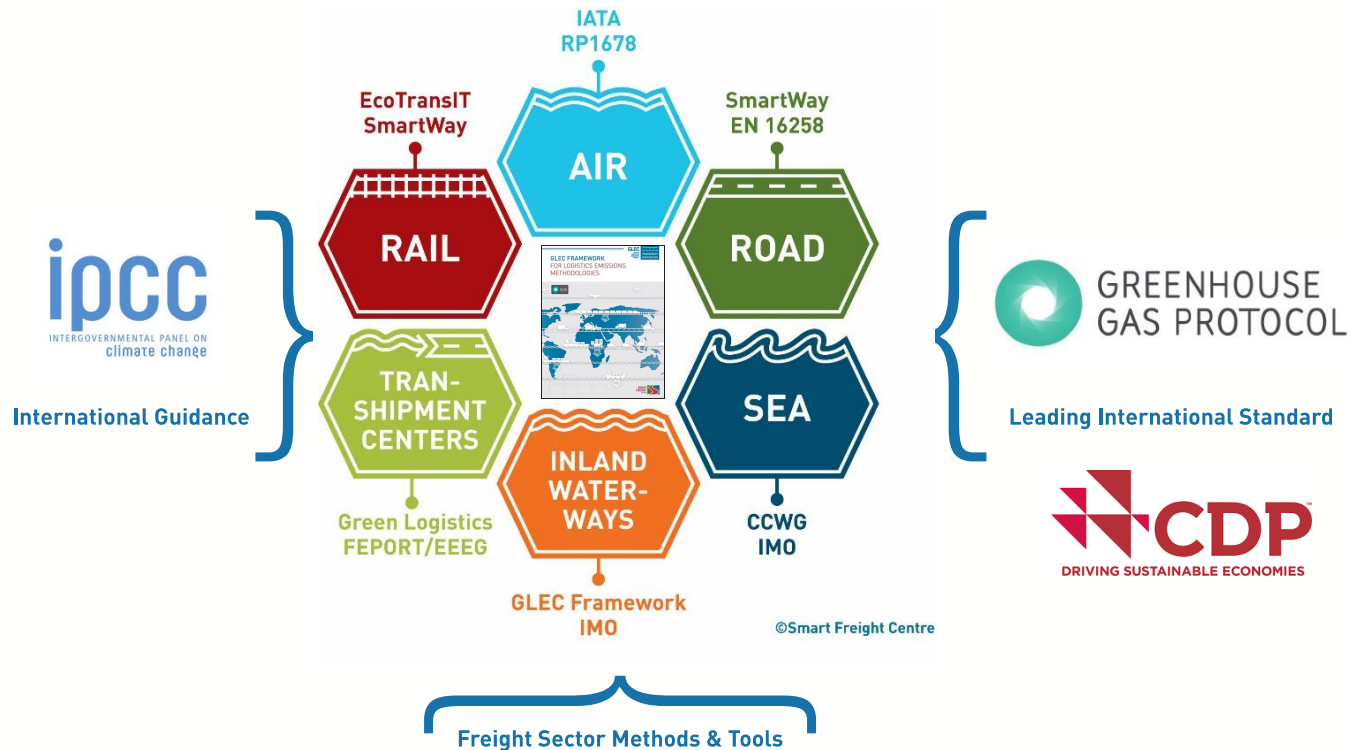 IATA
RP1678
EcoTransIT
SmartWay
SmartWay
EN 16258
AIR
RAIL
ROAD
GLEC FRAMEWORK
FOR LOGISTICS EMISSIONS
METHODOLOGIES
GLEC
ipcc
INTERGOVERNMENTAL PANEL ON
climate change
International Guidance
GREENHOUSE
GAS PROTOCOL
Leading International Standard
TRAN-
SHIPMENT
CENTERS
SEA
INLAND
WATER-
WAYS
Green Logistics
FEPORT/EEEG
CCWG
IMO
CDP™
DRIVING SUSTAINABLE ECONOMIES
GLEC Framework
IMO
©Smart Freight Centre
Freight Sector Methods & Tools